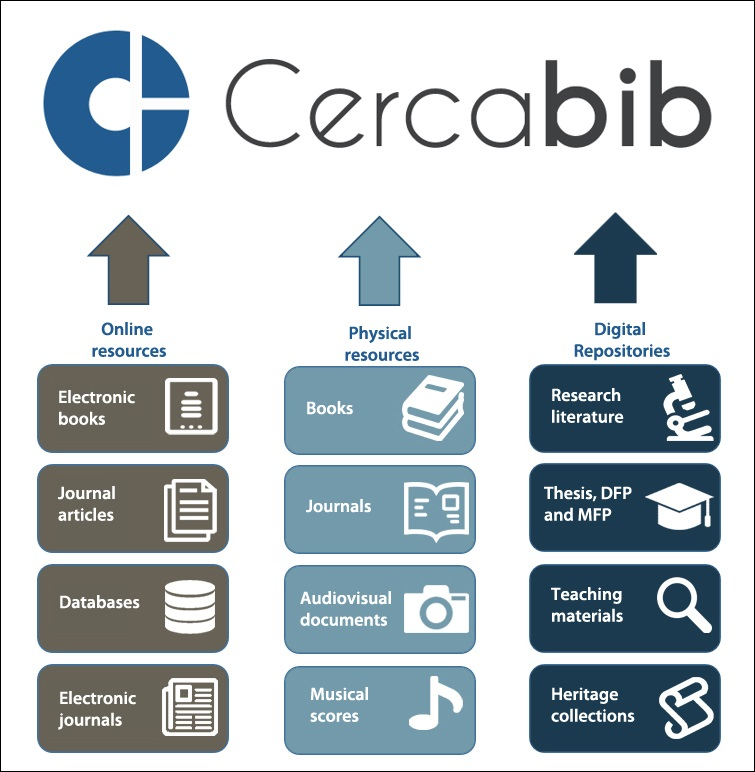 Cercabib
Online
resources
Electronic
books
Journal
articles
Databases
Electronic
journals
Physical
resources
Books
Journals
Audiovisual
documents
Musical
scores
Digital
Repositories
Research
literature
Thesis, DFP
and MFP
Teaching
materials
Heritage
collections